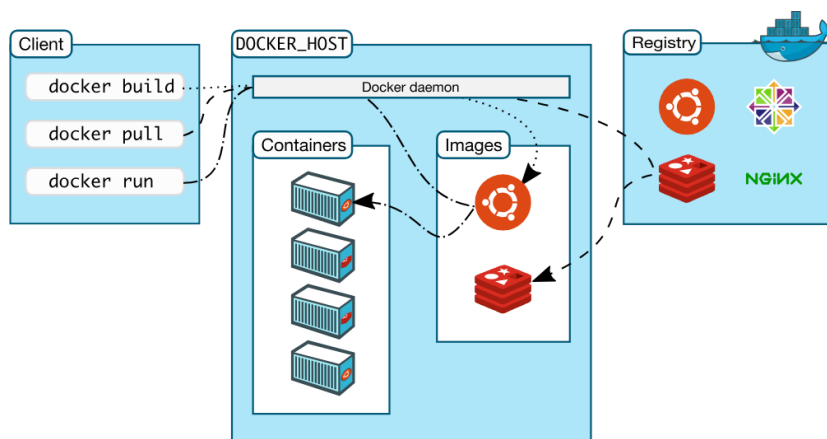 Client
docker build
docker pull
docker run
DOCKER_HOST
Docker daemon
Containers
Images
Registry
NGiNX